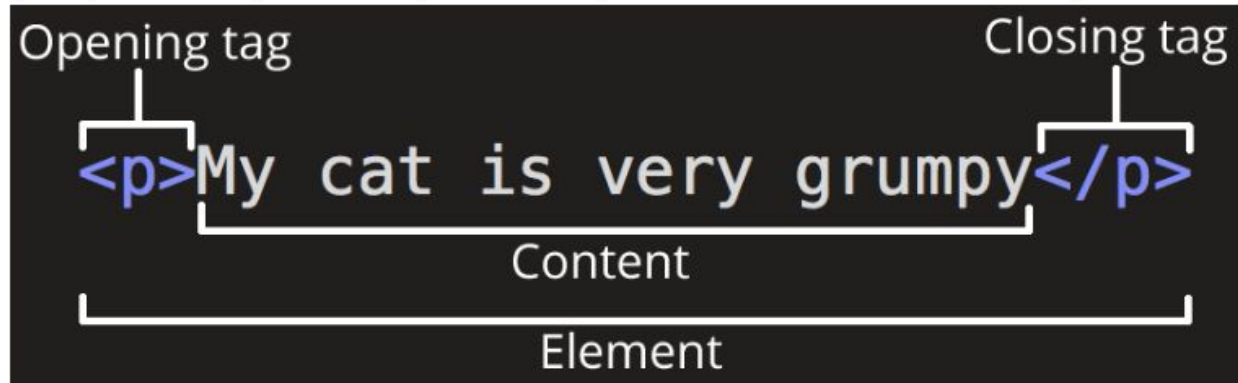 Opening tag
Closing tag
<p>My cat is very grumpy</p>
Content
Element